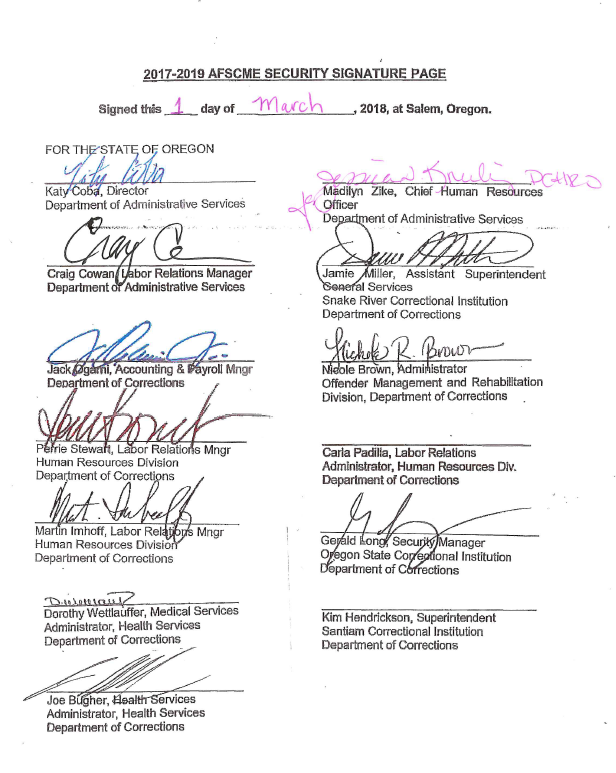 2017-2019 AFSCME SECURITY SIGNATURE PAGE
Signed this 1 day of March, 2018, at Salem, Oregon.
FOR THE STATE OF OREGON
Katy Coba, Director
Department of Administrative Services
Craig Cowan, Labor Relations Manager
Department of Administrative Services
Jack Ogami, Accounting & Payroll Mngr
Department of Corrections
Perrie Stewart, Labor Relations Mngr
Human Resources Division
Department of Corrections
Martin Imhoff, Labor Relations Mngr
Human Resources Division
Department of Corrections
Dorothy Wettlauffer, Medical Services
Administrator, Health Services
Department of Corrections
Joe Bugher, Health Services
Administrator, Health Services
Department of Corrections
DCHRO
Madilyn Zike, Chief Human Resources
Officer
Department of Administrative Services
Jamie Miller, Assistant Superintendent
General Services
Snake River Correctional Institution
Department of Corrections
Nichole R. Brown
Nicole Brown, Administrator
Offender Management and Rehabilitation
Division, Department of Corrections
Carla Padilla, Labor Relations
Administrator, Human Resources Div.
Department of Corrections
Gerald Long, Security Manager
Oregon State Correctional Institution
Department of Corrections
Kim Hendrickson, Superintendent
Santiam Correctional Institution
Department of Corrections